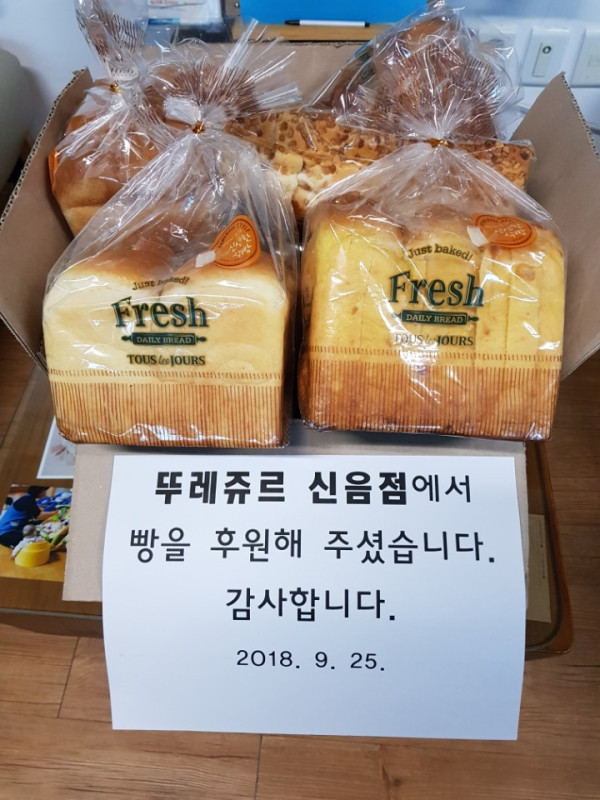 Just baked!
Fresh
DAILY BREAD
TOUS les JOURS
Just baked!
Fresh
DAILY BREAD
TOUS les JOURS
뚜레쥬르 신음점에서
빵을 후원해 주셨습니다.
감사합니다.
2018. 9. 25.